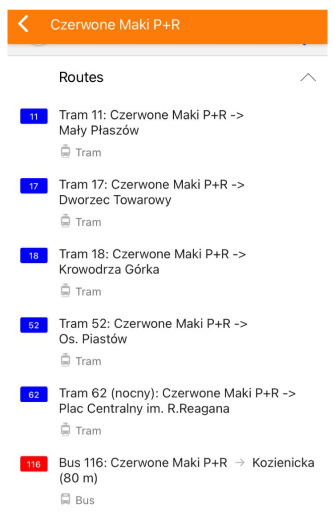 Czerwone Maki P+R
Routes
11 Tram 11: Czerwone Maki P+R ->
Mały Płaszów
Tram
17 Tram 17: Czerwone Maki P+R ->
Dworzec Towarowy
Tram
18 Tram 18: Czerwone Maki P+R ->
Krowodrza Górka
Tram
52 Tram 52: Czerwone Maki P+R ->
Os. Piastów
Tram
62 Tram 62 (nocny): Czerwone Maki P+R ->
Plac Centralny im. R.Reagana
Tram
116 Bus 116: Czerwone Maki P+R → Kozienicka
(80 m)
Bus